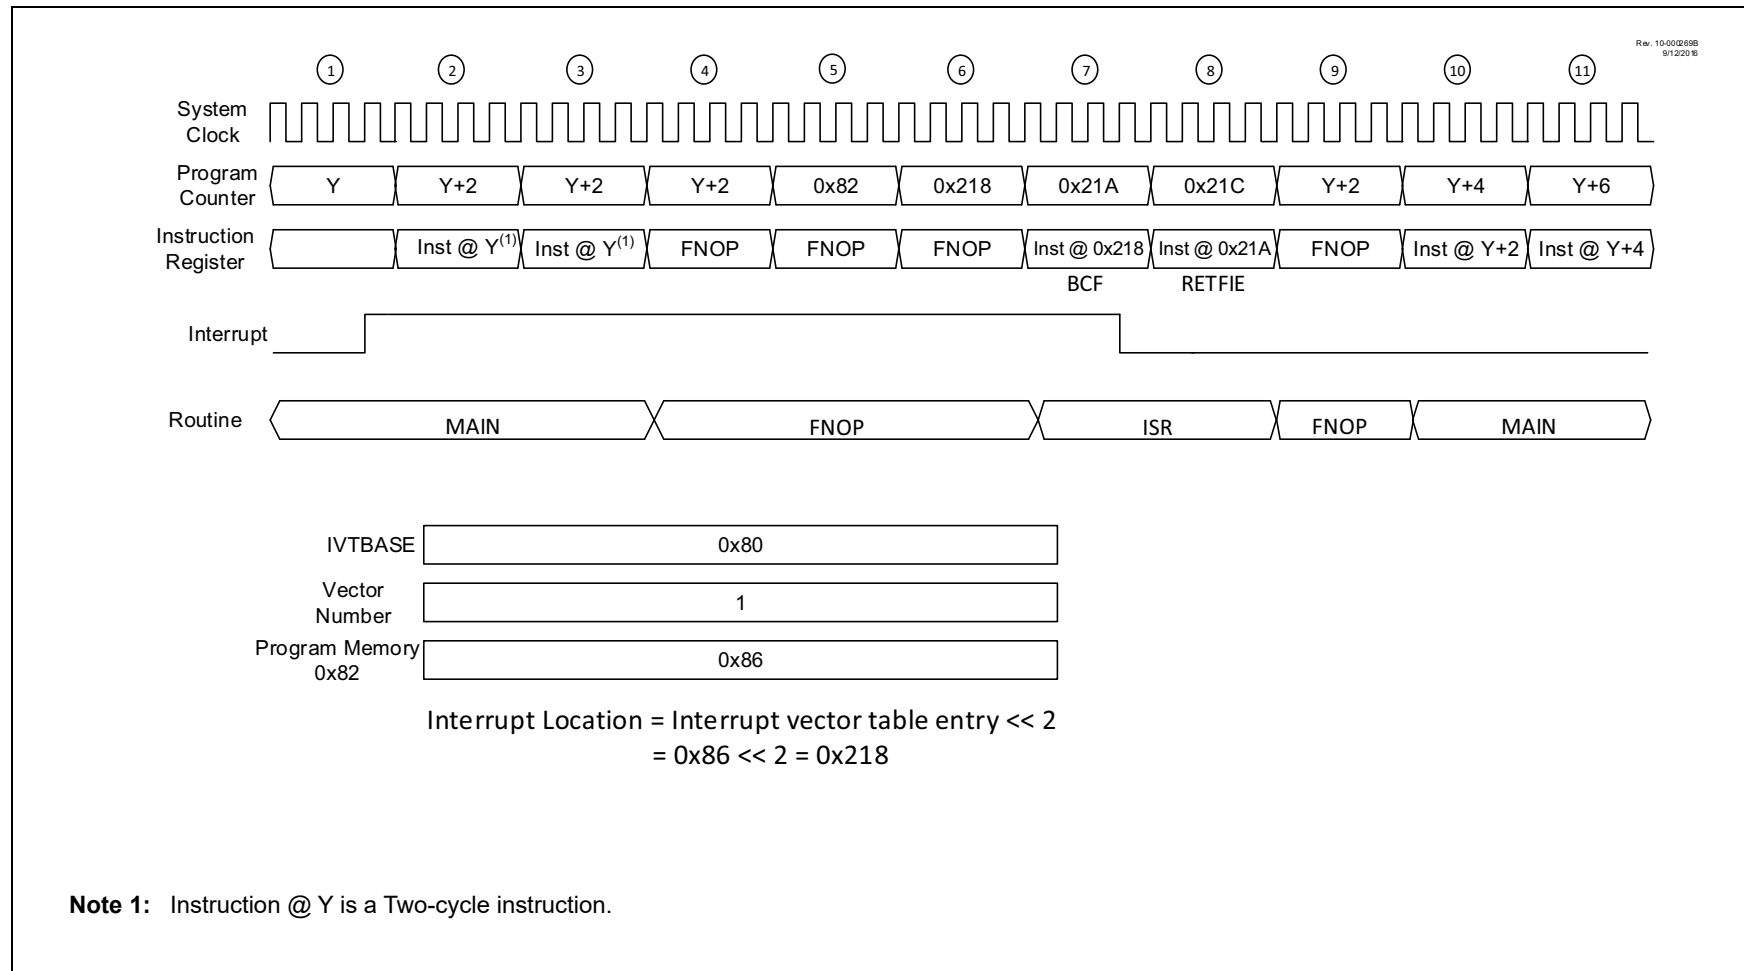 Rev. 10-000269B
9/12/2016
1 2 3 4 5 6 7 8 9 10 11
System
Clock
Program
Counter
Y Y+2 Y+2 Y+2 0x82 0x218 0x21A 0x21C Y+2 Y+4 Y+6
Instruction
Register
Inst @ Y(1) Inst @ Y(1) FNOP FNOP FNOP Inst @ 0x218 Inst @ 0x21A FNOP Inst @ Y+2 Inst @ Y+4
BCF RETFIE
Interrupt
Routine MAIN FNOP ISR FNOP MAIN
IVTBASE 0x80
Vector
Number
1
Program Memory
0x82
0x86
Interrupt Location = Interrupt vector table entry << 2
= 0x86 << 2 = 0x218
Note 1: Instruction @ Y is a Two-cycle instruction.